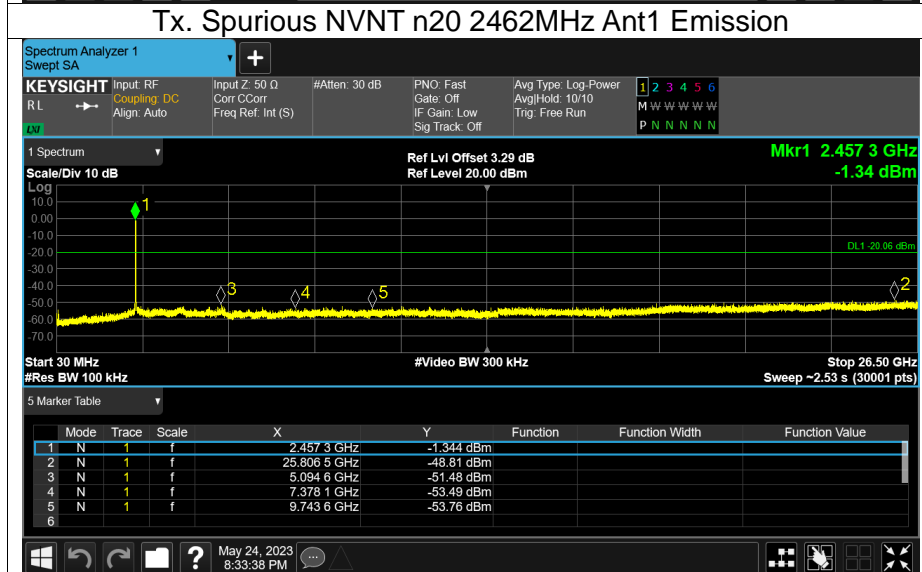 Tx. Spurious NVNT n20 2462MHz Ant1 Emission
Spectrum Analyzer 1
Swept SA
+
KEYSIGHT Input: RF Input Z: 50 Ω #Atten: 30 dB PNO: Fast Avg Type: Log-Power 1 2 3 4 5 6
R L Coupling: DC Corr CCorr Gate: Off Avg|Hold: 10/10 M W W W W W
Align: Auto Freq Ref: Int (S) IF Gain: Low Trig: Free Run
LXI Sig Track: Off P N N N N N
1 Spectrum Ref Lvl Offset 3.29 dB Mkr1 2.457 3 GHz
Scale/Div 10 dB Ref Level 20.00 dBm -1.34 dBm
Log
10.0 1
0.00
-10.0
-20.0 DL1 -20.06 dBm
-30.0
-40.0 3 4 5 2
-50.0
-60.0
-70.0
Start 30 MHz #Video BW 300 kHz Stop 26.50 GHz
#Res BW 100 kHz Sweep ~2.53 s (30001 pts)
5 Marker Table
Mode Trace Scale X Y Function Function Width Function Value
1 N 1 f 2.457 3 GHz -1.344 dBm
2 N 1 f 25.806 5 GHz -48.81 dBm
3 N 1 f 5.094 6 GHz -51.48 dBm
4 N 1 f 7.378 1 GHz -53.49 dBm
5 N 1 f 9.743 6 GHz -53.76 dBm
6
? May 24, 2023
8:33:38 PM